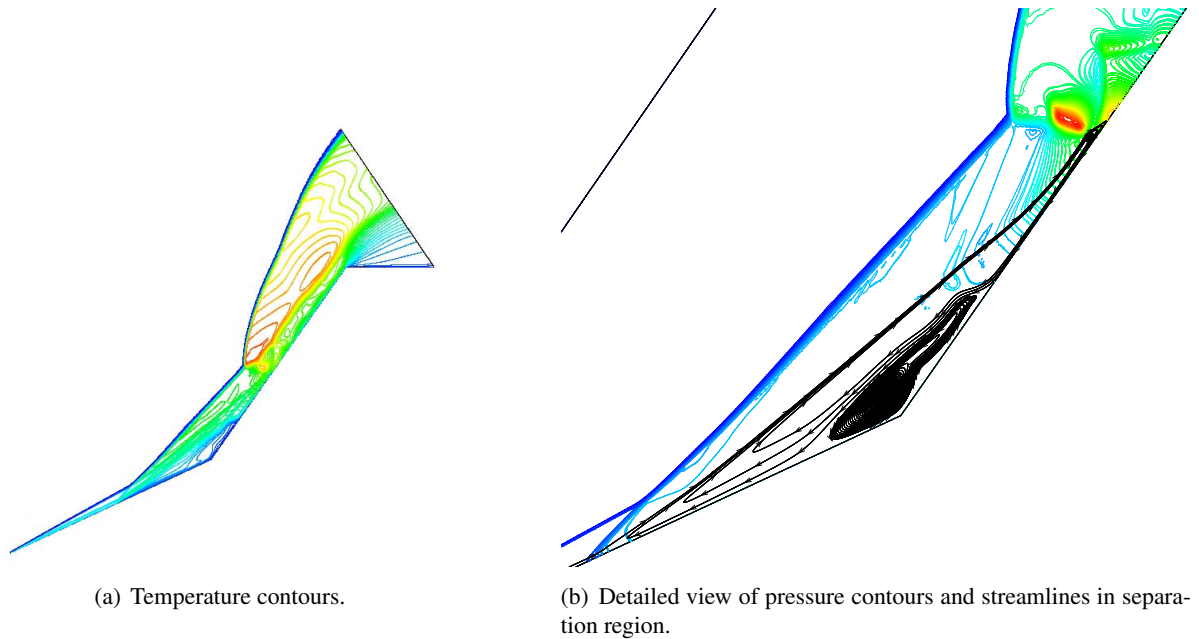 (a) Temperature contours.
(b) Detailed view of pressure contours and streamlines in separa-
tion region.